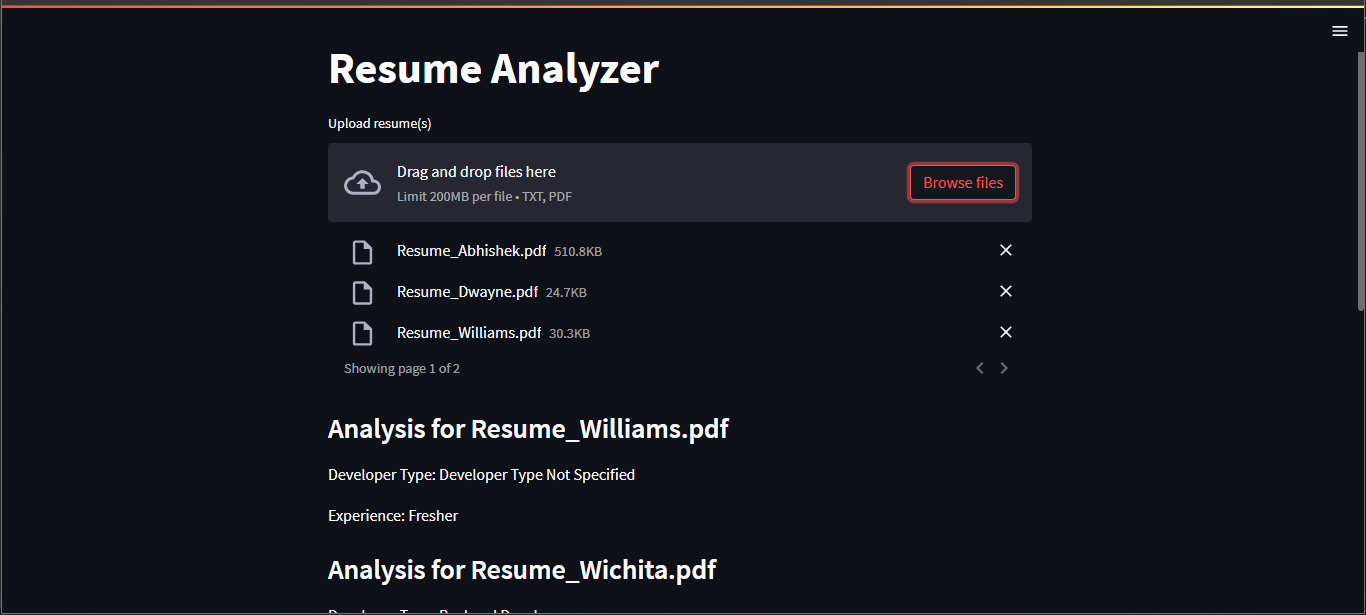 Resume Analyzer
Upload resume(s)
Drag and drop files here
Limit 200MB per file • TXT, PDF
Browse files
Resume_Abhishek.pdf 510.8KB
Resume_Dwayne.pdf 24.7KB
Resume_Williams.pdf 30.3KB
Showing page 1 of 2
Analysis for Resume_Williams.pdf
Developer Type: Developer Type Not Specified
Experience: Fresher
Analysis for Resume_Wichita.pdf